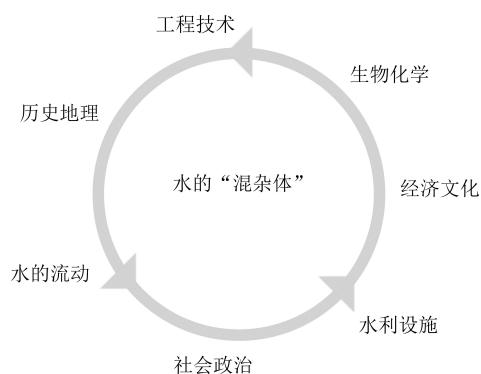 工程技术
生物化学
历史地理
水的“混杂体”
经济文化
水的流动
水利设施
社会政治